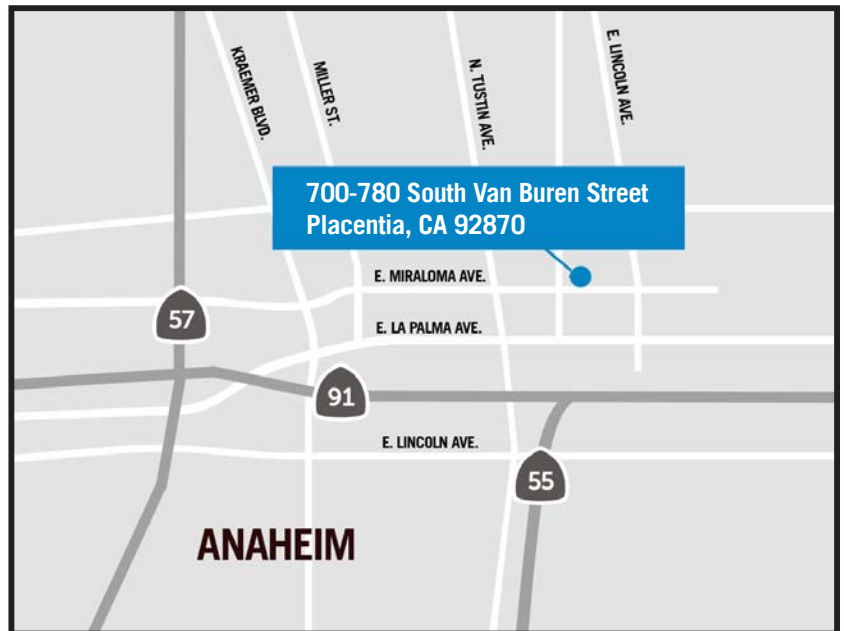 KRAEMER BLVD.
MILLER ST.
N. TUSTIN AVE.
E. LINCOLN AVE.
700-780 South Van Buren Street
Placentia, CA 92870
E. MIRALOMA AVE.
57
E. LA PALMA AVE.
91
E. LINCOLN AVE.
55
ANAHEIM